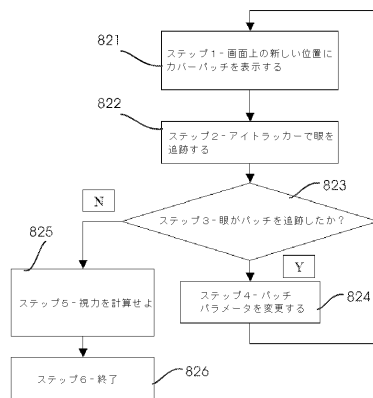 821
ステップ1-画面上の新しい位置に
カバーパッチを表示する
822
ステップ2-アイトラッカーで眼を
追跡する
823
ステップ3-眼がパッチを追跡したか?
N
Y
825
ステップ5-視力を計算せよ
ステップ4-パッチ
パラメータを変更する
824
ステップ6-終了
826